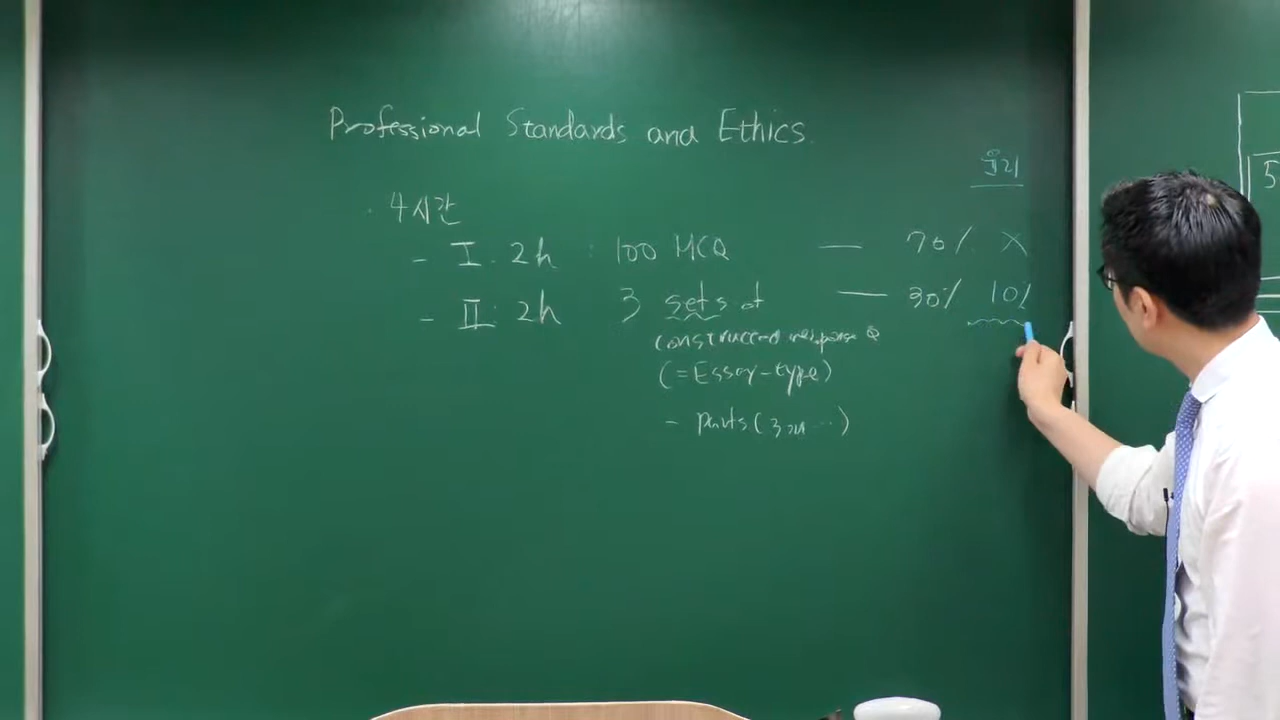 Professional Standards and Ethics
윤리
4시간
- I. 2h : 100 MCQ — 70% X
- II. 2h 3 sets of — 30% 10%
constructed response Q
(=Essay-type)
- parts(3개...)
5